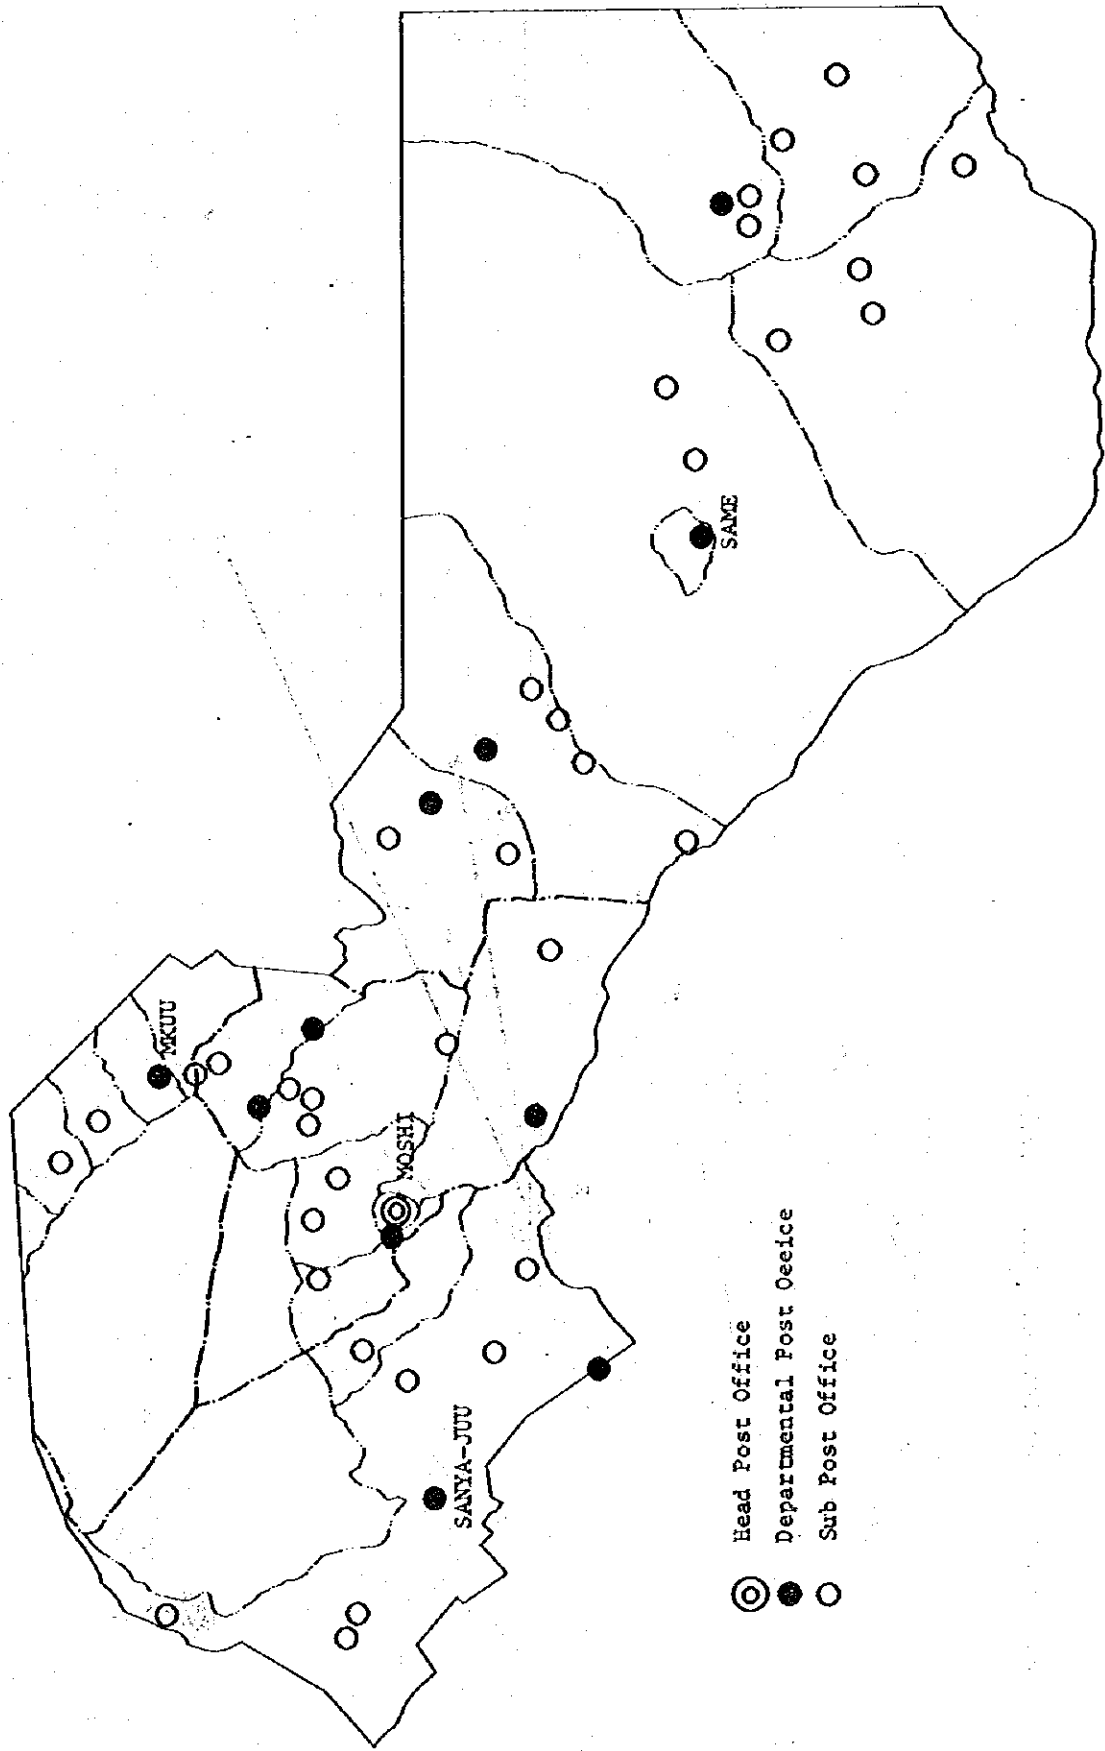 MKUU
MOSHI
SANYA-JUU
SAME
Head Post Office
Departmental Post Oeeice
Sub Post Office